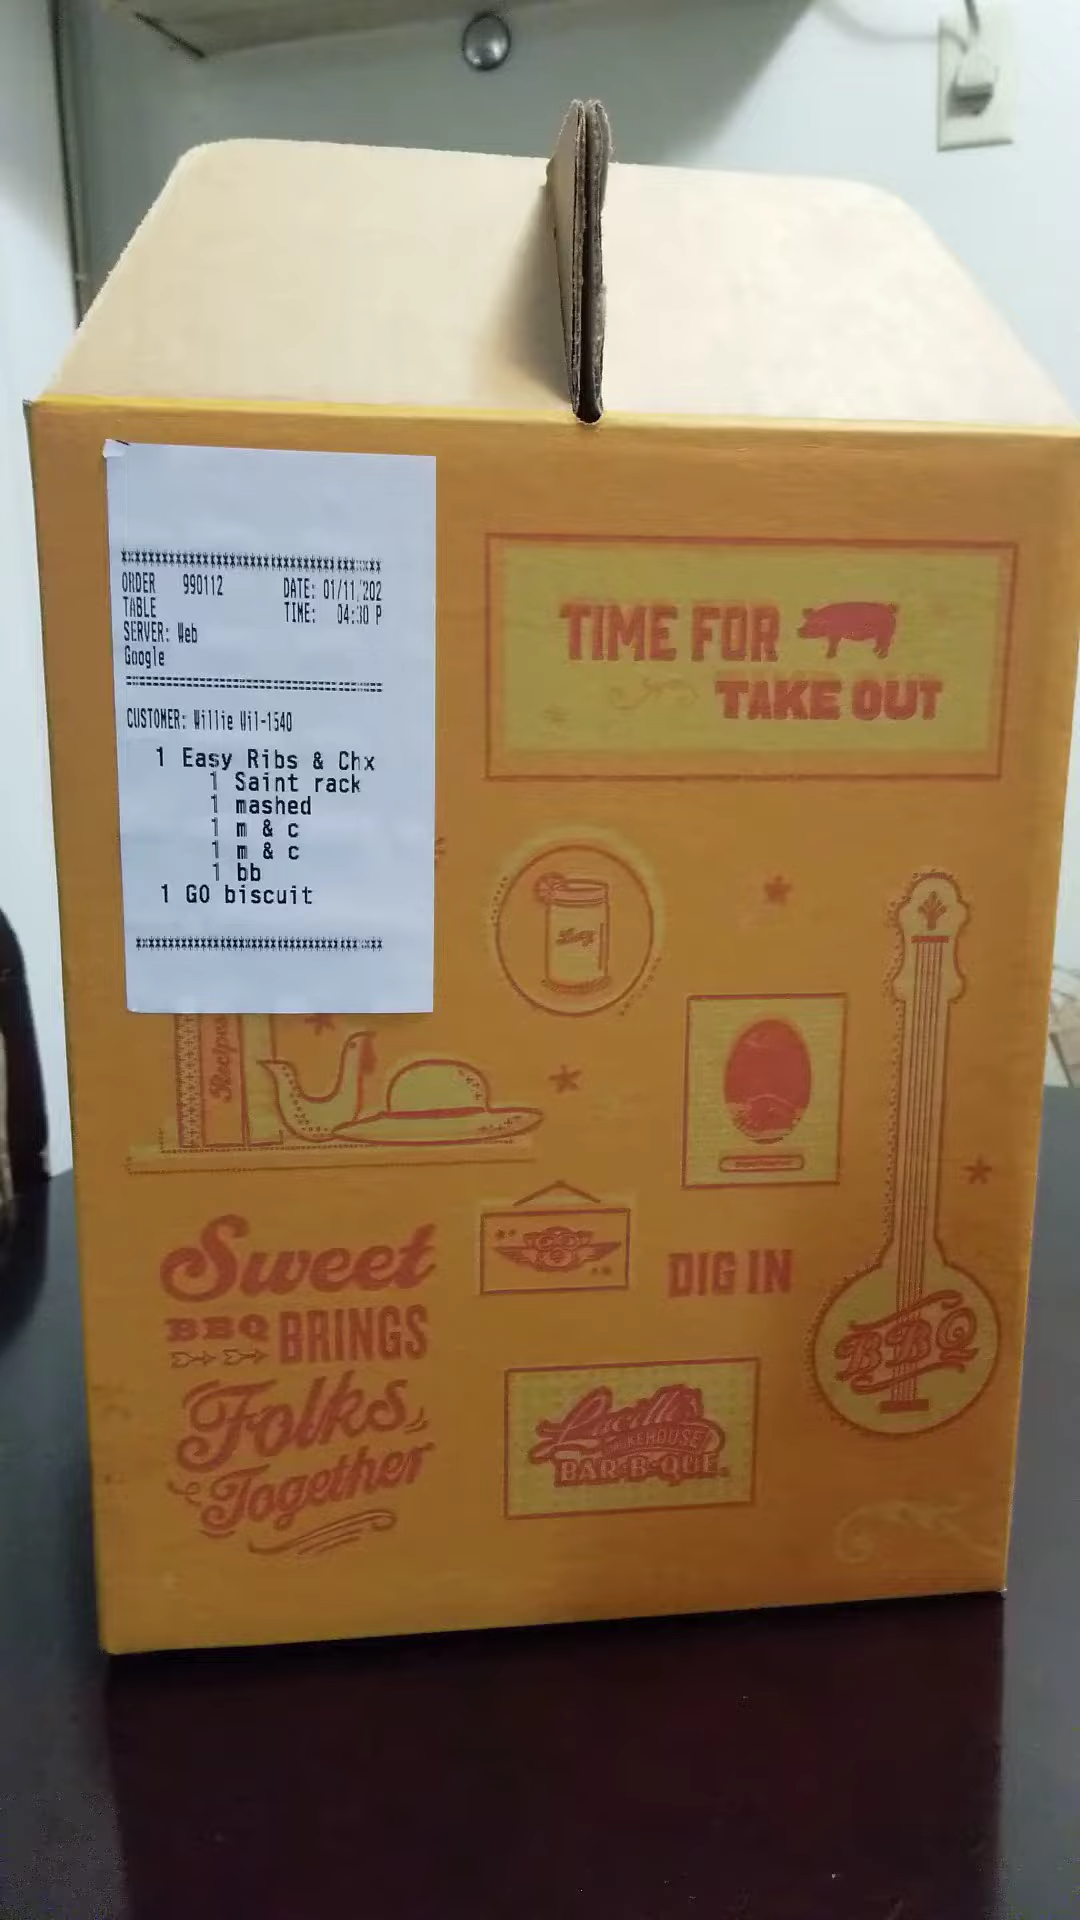 ORDER 990112 DATE: 01/11/202
TABLE TIME: 04:30 P
SERVER: Web
Google
CUSTOMER: Willie Wil-1540
1 Easy Ribs & Chx
1 Saint rack
1 mashed
1 m & c
1 m & c
1 bb
1 GO biscuit
TIME FOR
TAKE OUT
Recipes
Sweet
BBQ BRINGS
Folks
Together
DIG IN
BBQ
Lucille's
SMOKEHOUSE
BAR-B-QUE